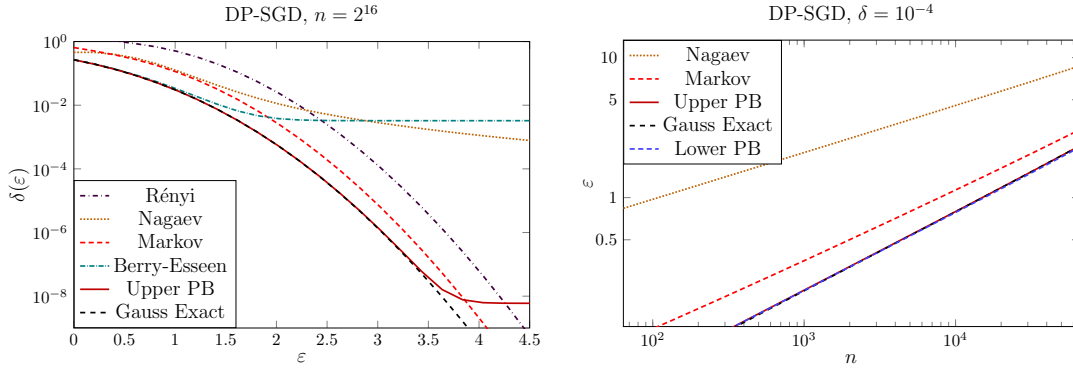 DP-SGD, n = 2^16
10^0
10^−2
10^−4
10^−6
10^−8
δ(ε)
Rényi
Nagaev
Markov
Berry-Esseen
Upper PB
Gauss Exact
0 0.5 1 1.5 2 2.5 3 3.5 4 4.5
ε
DP-SGD, δ = 10^−4
10
5
1
0.5
ε
Nagaev
Markov
Upper PB
Gauss Exact
Lower PB
10^2 10^3 10^4
n